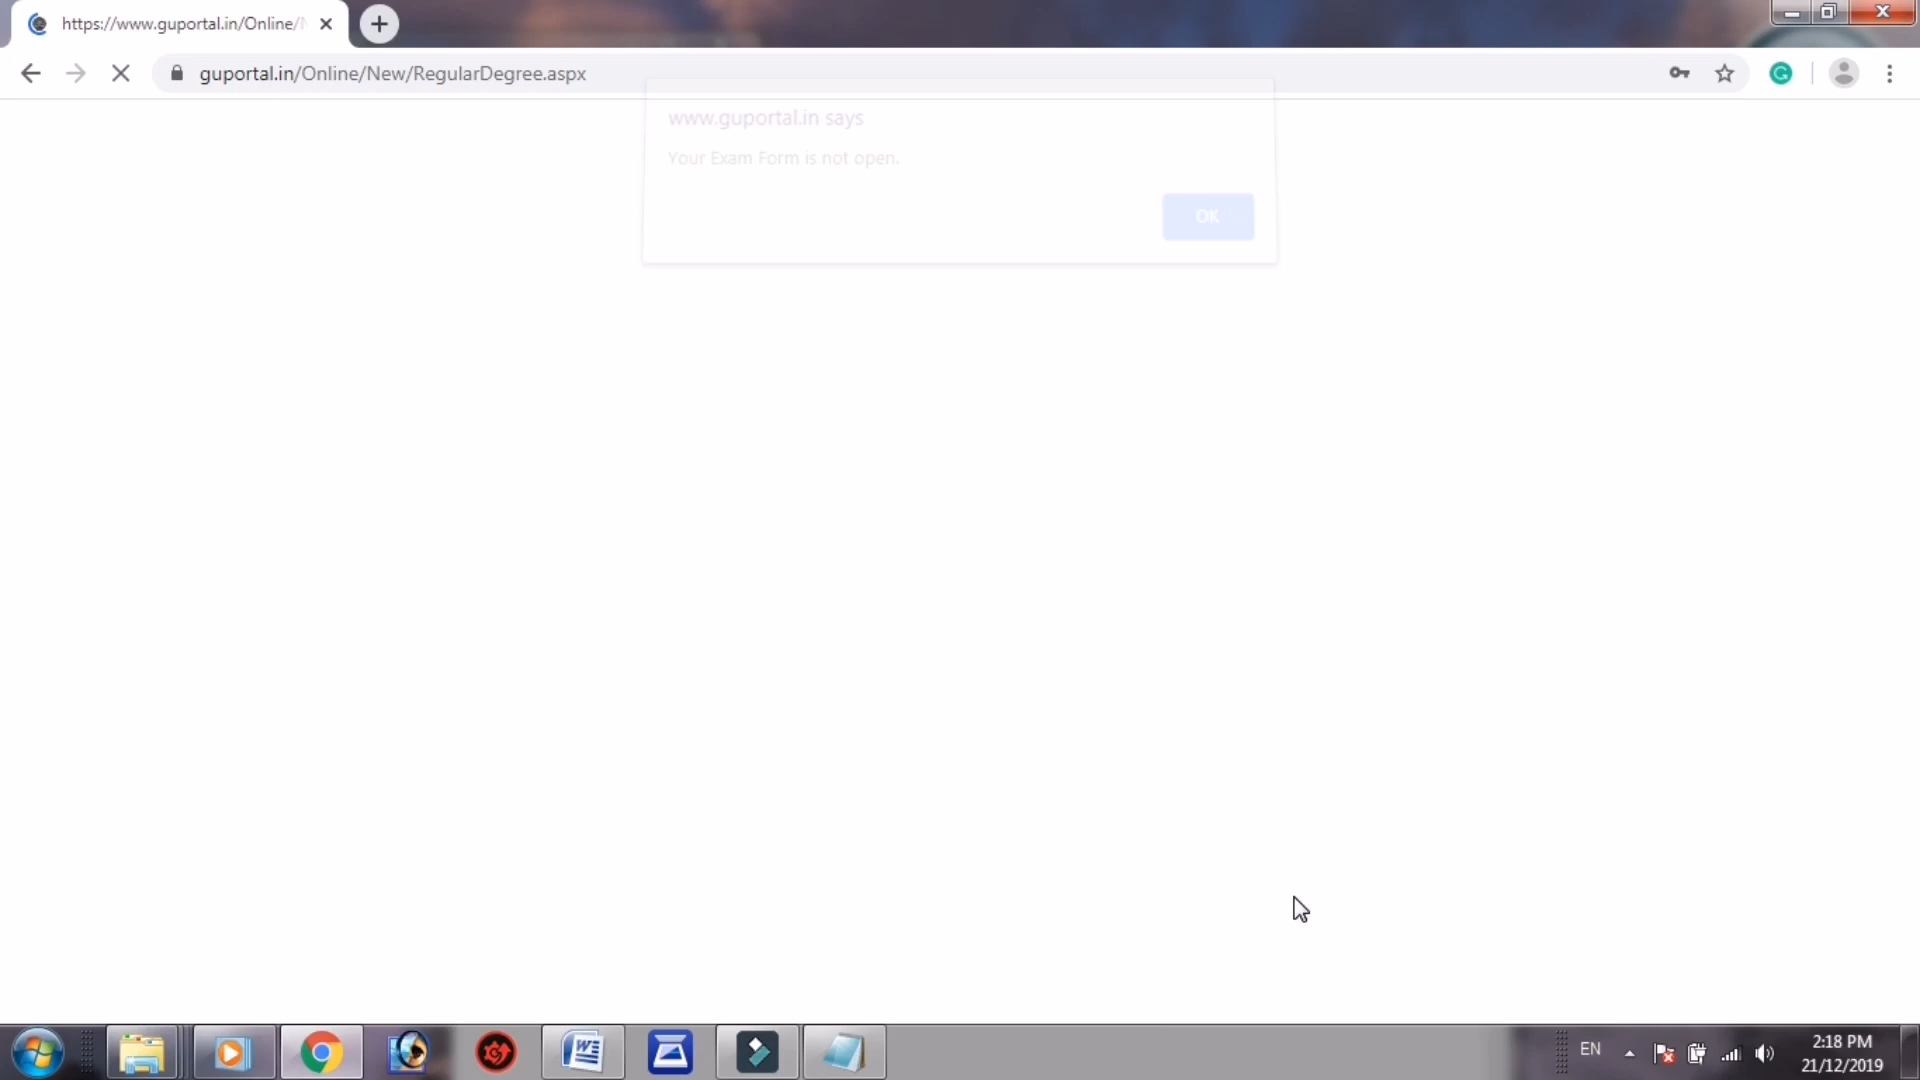 https://www.guportal.in/Online/
guportal.in/Online/New/RegularDegree.aspx
www.guportal.in says
Your Exam Form is not open.
OK
EN
2:18 PM
21/12/2019